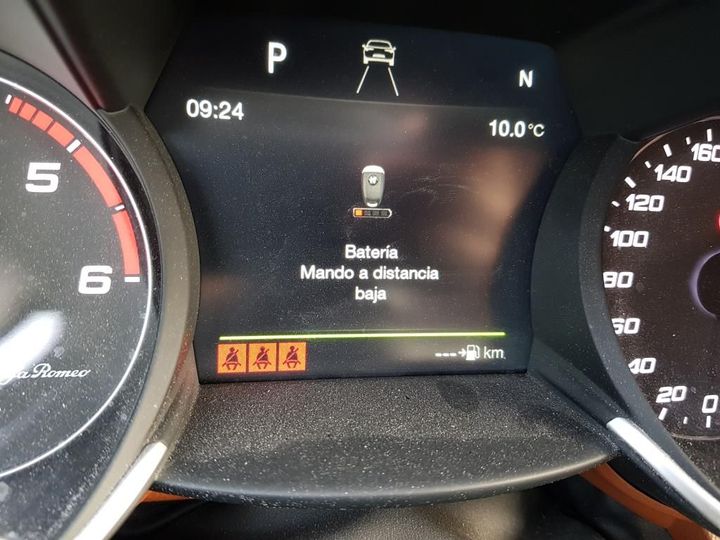 P
N
09:24
10.0°C
Batería
Mando a distancia
baja
--- km
5
6
Romeo
160
140
120
100
80
60
40
20
0